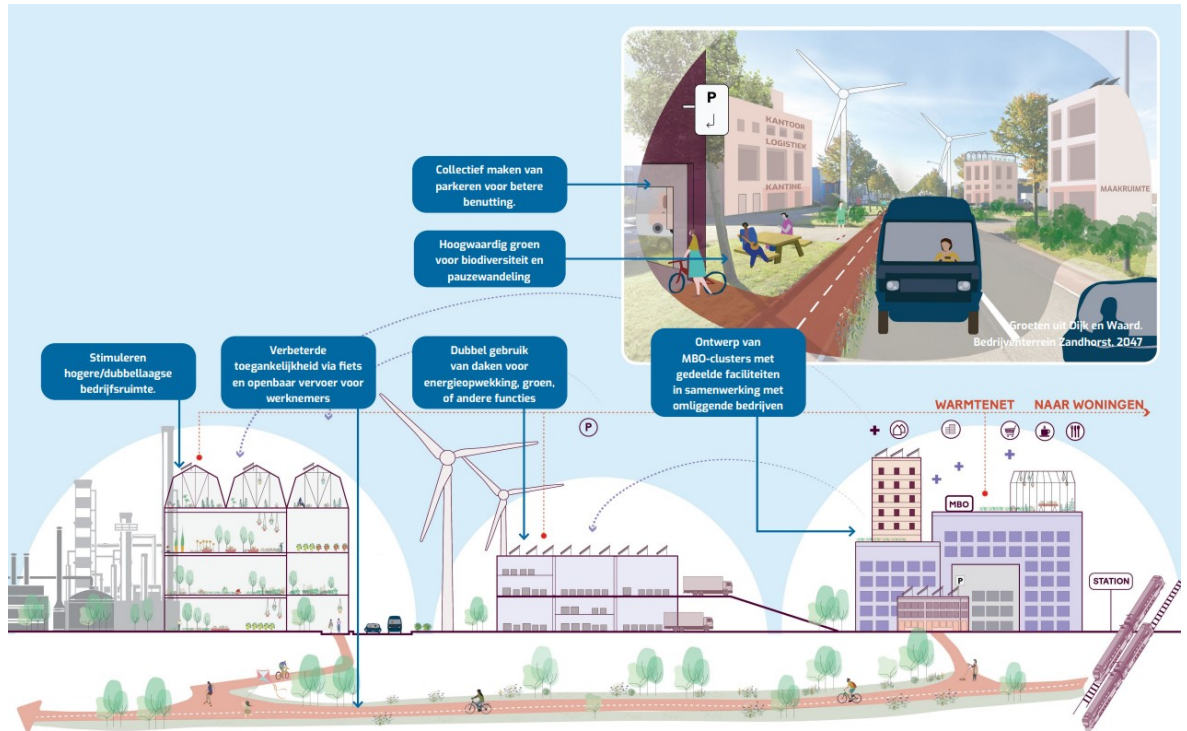 P
KANTOOR
LOGISTIEK
KANTINE
MAAKRUIMTE
Groeten uit Dijk en Waard.
Bedrijventerrein Zandhorst, 2047
Collectief maken van
parkeren voor betere
benutting.
Hoogwaardig groen
voor biodiversiteit en
pauzewandeling
Stimuleren
hogere/dubbellaagse
bedrijfsruimte.
Verbeterde
toegankelijkheid via fiets
en openbaar vervoer voor
werknemers
Dubbel gebruik
van daken voor
energieopwekking, groen,
of andere functies
Ontwerp van
MBO-clusters met
gedeelde faciliteiten
in samenwerking met
omliggende bedrijven
WARMTENET NAAR WONINGEN
P
MBO
P
STATION